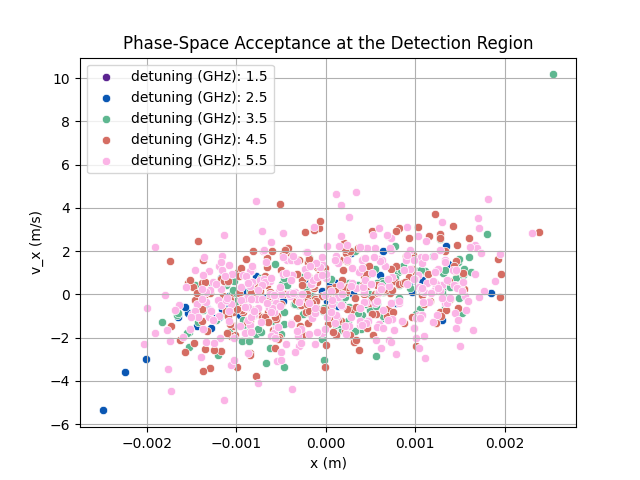 Phase-Space Acceptance at the Detection Region
detuning (GHz): 1.5
detuning (GHz): 2.5
detuning (GHz): 3.5
detuning (GHz): 4.5
detuning (GHz): 5.5
v_x (m/s)
10
8
6
4
2
0
−2
−4
−6
−0.002 −0.001 0.000 0.001 0.002
x (m)